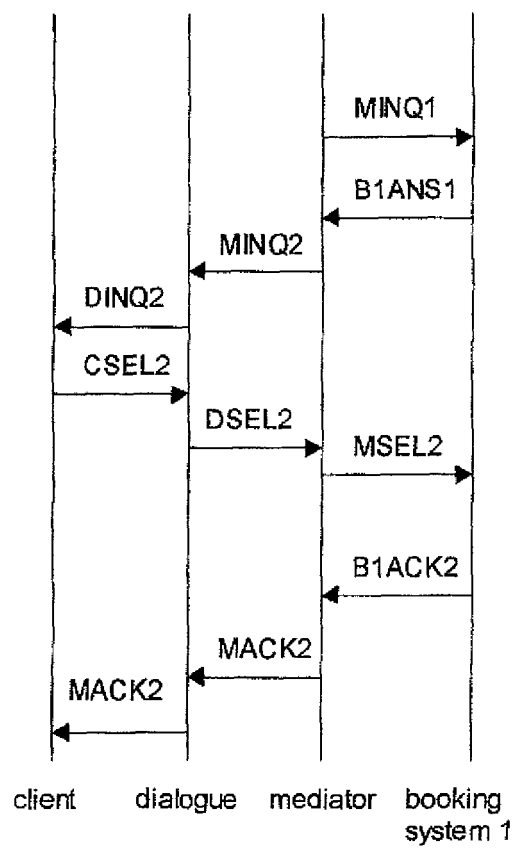 MINQ1
B1ANS1
MINQ2
DINQ2
CSEL2
DSEL2
MSEL2
B1ACK2
MACK2
MACK2
client dialogue mediator booking
system 1